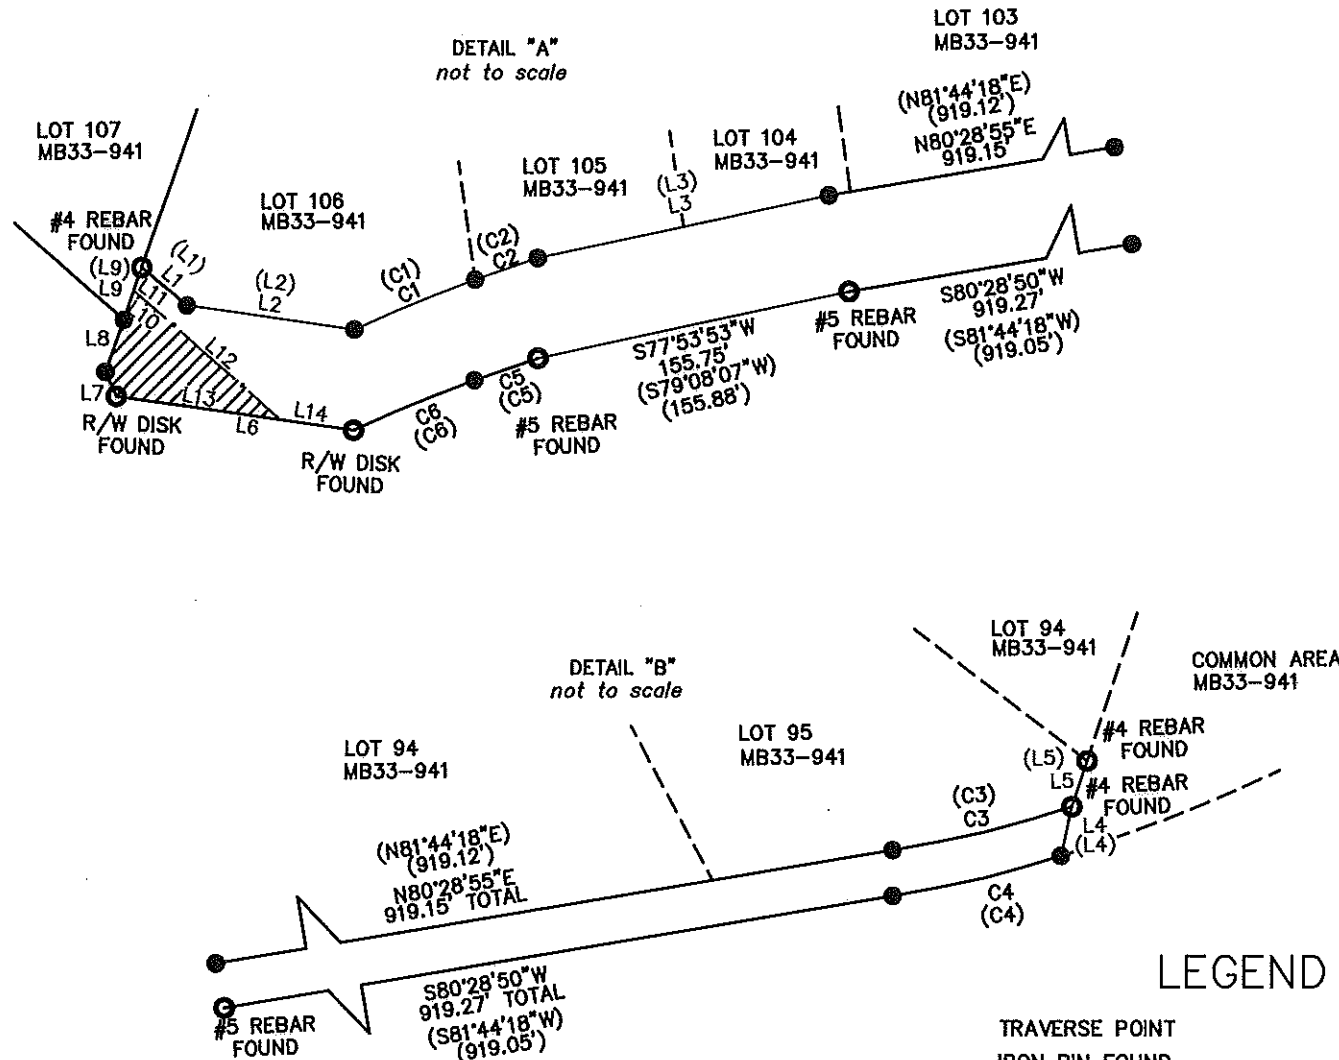 DETAIL "A"
not to scale
LOT 103
MB33-941
(N81°44'18"E)
(919.12')
N80°28'55"E
919.15'
LOT 107
MB33-941
LOT 106
MB33-941
LOT 105
MB33-941
LOT 104
MB33-941
#4 REBAR
FOUND
(L9)
L9
(L1)
L1
L11
10
(L2)
L2
(C1)
C1
(C2)
C2
(L3)
L3
L8
L12
L7
L13
L6
L14
R/W DISK
FOUND
R/W DISK
FOUND
C6
(C6)
C5
(C5)
#5 REBAR
FOUND
S77°53'53"W
155.75'
(S79°08'07"W)
(155.88')
#5 REBAR
FOUND
S80°28'50"W
919.27'
(S81°44'18"W)
(919.05')
DETAIL "B"
not to scale
LOT 94
MB33-941
COMMON AREA
MB33-941
LOT 94
MB33-941
LOT 95
MB33-941
#4 REBAR
FOUND
(L5)
L5
#4 REBAR
FOUND
L4
(L4)
(C3)
C3
C4
(C4)
(N81°44'18"E)
(919.12')
N80°28'55"E
919.15' TOTAL
S80°28'50"W
919.27' TOTAL
(S81°44'18"W)
(919.05')
#5 REBAR
FOUND
LEGEND
TRAVERSE POINT
IRON PIN FOUND